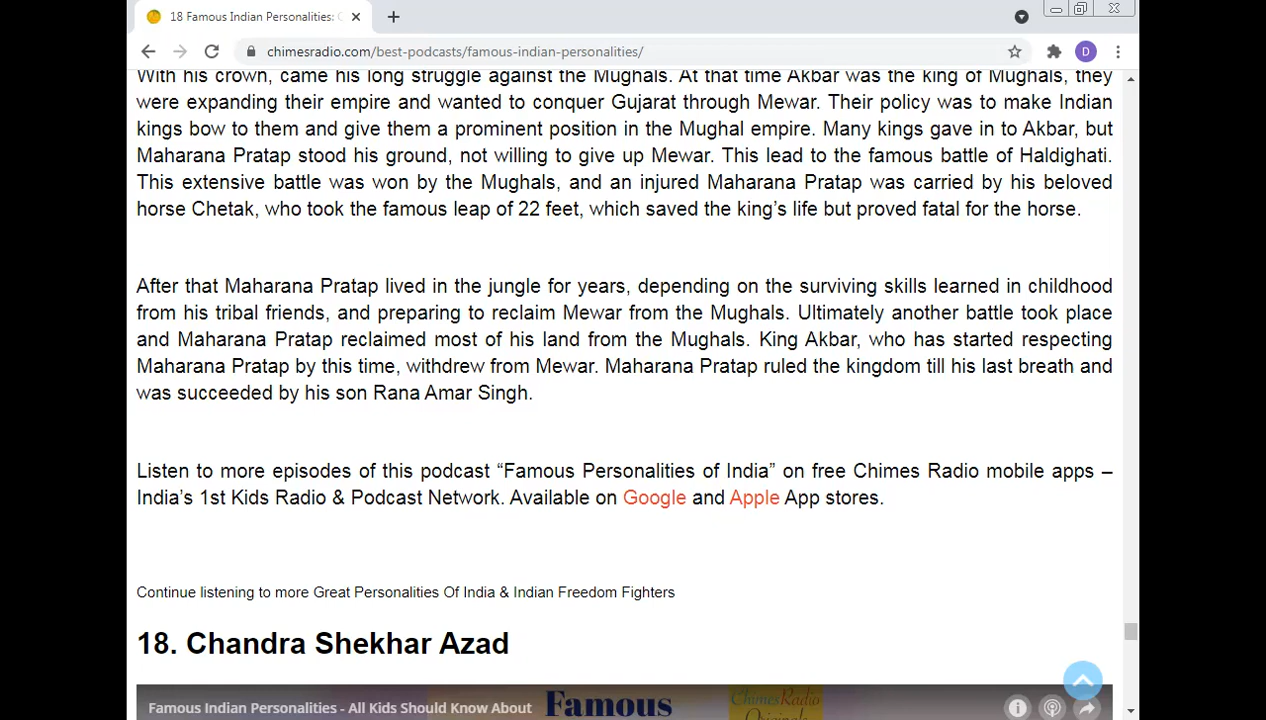 18 Famous Indian Personalities:
D
chimesradio.com/best-podcasts/famous-indian-personalities/
With his crown, came his long struggle against the Mughals. At that time Akbar was the king of Mughals, they
were expanding their empire and wanted to conquer Gujarat through Mewar. Their policy was to make Indian
kings bow to them and give them a prominent position in the Mughal empire. Many kings gave in to Akbar, but
Maharana Pratap stood his ground, not willing to give up Mewar. This lead to the famous battle of Haldighati.
This extensive battle was won by the Mughals, and an injured Maharana Pratap was carried by his beloved
horse Chetak, who took the famous leap of 22 feet, which saved the king’s life but proved fatal for the horse.
After that Maharana Pratap lived in the jungle for years, depending on the surviving skills learned in childhood
from his tribal friends, and preparing to reclaim Mewar from the Mughals. Ultimately another battle took place
and Maharana Pratap reclaimed most of his land from the Mughals. King Akbar, who has started respecting
Maharana Pratap by this time, withdrew from Mewar. Maharana Pratap ruled the kingdom till his last breath and
was succeeded by his son Rana Amar Singh.
Listen to more episodes of this podcast “Famous Personalities of India” on free Chimes Radio mobile apps –
India’s 1st Kids Radio & Podcast Network. Available on Google and Apple App stores.
Continue listening to more Great Personalities Of India & Indian Freedom Fighters
18. Chandra Shekhar Azad
Famous Indian Personalities - All Kids Should Know About
Famous
ChimesRadio
Originals